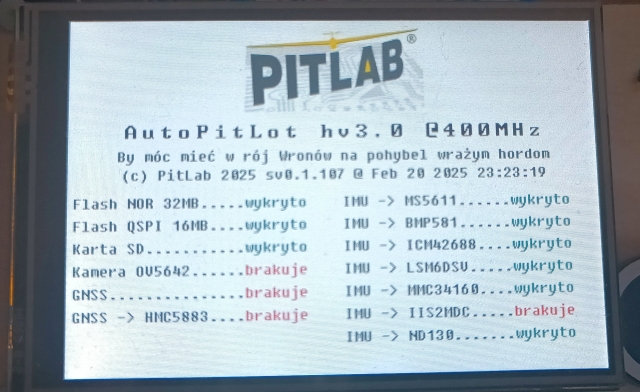 PITLAB®
AutoPitLot hv3.0 @400MHz
By móc mieć w rój Wronów na pohybel wrażym hordom
(c) PitLab 2025 sv0.1.107 @ Feb 20 2025 23:23:19
Flash NOR 32MB.....wykryto
Flash QSPI 16MB....wykryto
Karta SD...........wykryto
Kamera OV5642......brakuje
GNSS...............brakuje
GNSS -> HMC5883....brakuje
IMU -> MS5611......wykryto
IMU -> BMP581......wykryto
IMU -> ICM42688....wykryto
IMU -> LSM6DSV.....wykryto
IMU -> MMC34160....wykryto
IMU -> IIS2MDC.....brakuje
IMU -> ND130.......wykryto